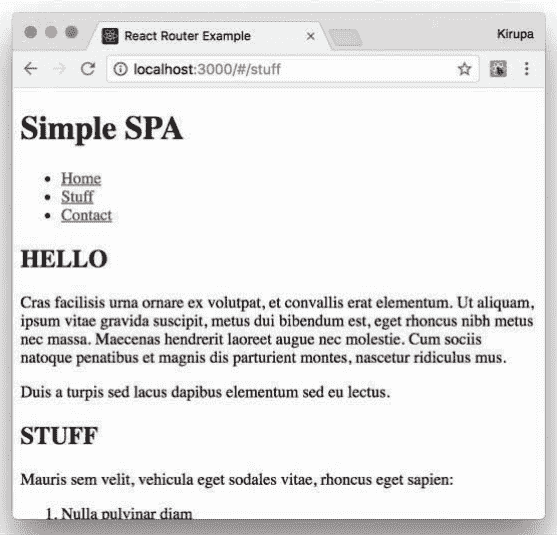 React Router Example
Kirupa
localhost:3000/#/stuff
Simple SPA
Home
Stuff
Contact
HELLO
Cras facilisis urna ornare ex volutpat, et convallis erat elementum. Ut aliquam,
ipsum vitae gravida suscipit, metus dui bibendum est, eget rhoncus nibh metus
nec massa. Maecenas hendrerit laoreet augue nec molestie. Cum sociis
natoque penatibus et magnis dis parturient montes, nascetur ridiculus mus.
Duis a turpis sed lacus dapibus elementum sed eu lectus.
STUFF
Mauris sem velit, vehicula eget sodales vitae, rhoncus eget sapien:
1. Nulla pulvinar diam